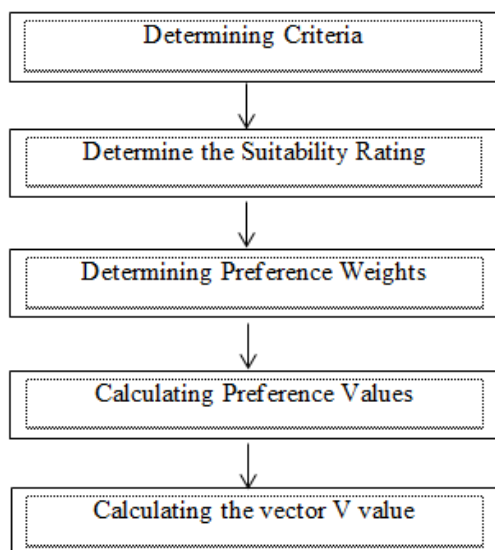 Determining Criteria
Determine the Suitability Rating
Determining Preference Weights
Calculating Preference Values
Calculating the vector V value